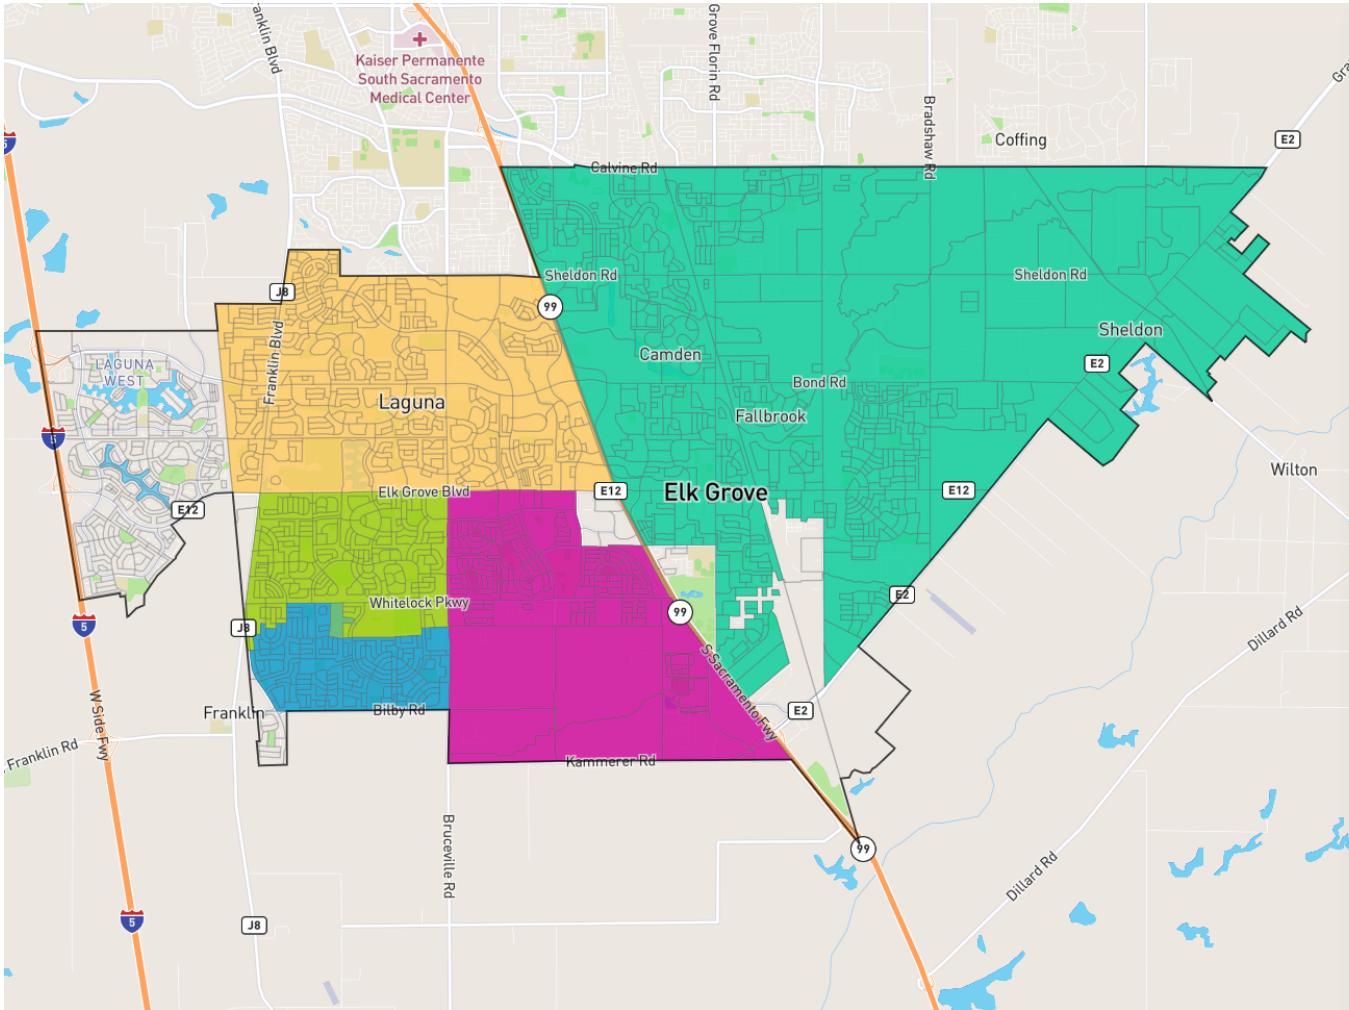 Franklin Blvd
Grove Florin Rd
Kaiser Permanente
South Sacramento
Medical Center
Bradshaw Rd
Coffing
E2
5
Calvine Rd
Sheldon Rd
Sheldon Rd
J8
99
Sheldon
Franklin Blvd
Camden
LAGUNA
WEST
E2
Bond Rd
Laguna
Fallbrook
5
Wilton
Elk Grove Blvd
E12
Elk Grove
E12
E12
E2
Whitelock Pkwy
99
5
J8
Dillard Rd
S Sacramento Fwy
Franklin
Bilby Rd
E2
W Side Fwy
Franklin Rd
Kammerer Rd
Bruceville Rd
99
Dillard Rd
5
J8